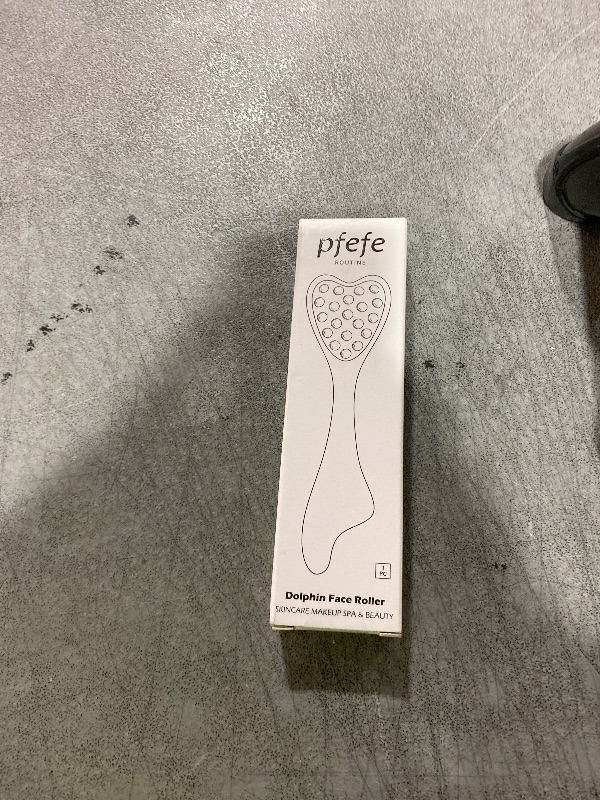 pfefe
ROUTINE
1
PC
Dolphin Face Roller
SKINCARE MAKEUP SPA & BEAUTY